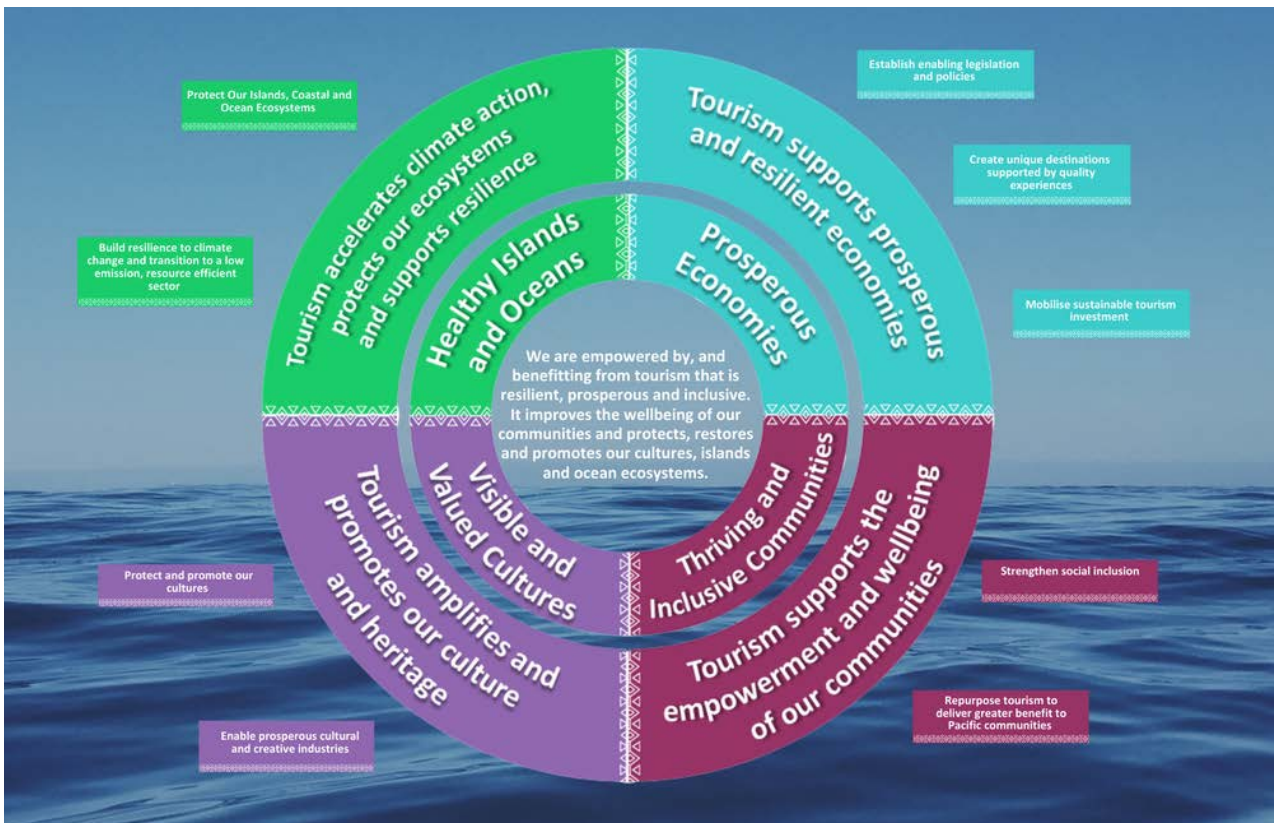 Protect Our Islands, Coastal and
Ocean Ecosystems
Build resilience to climate
change and transition to a low
emission, resource efficient
sector
Tourism accelerates climate action,
protects our ecosystems
and supports resilience
Healthy Islands
and Oceans
Tourism supports prosperous
and resilient economies
Prosperous
Economies
Establish enabling legislation
and policies
Create unique destinations
supported by quality
experiences
Mobilise sustainable tourism
investment
We are empowered by, and
benefitting from tourism that is
resilient, prosperous and inclusive.
It improves the wellbeing of our
communities and protects, restores
and promotes our cultures, islands
and ocean ecosystems.
Protect and promote our
cultures
Enable prosperous cultural
and creative industries
Visible and
Valued Cultures
Tourism amplifies and
promotes our culture
and heritage
Thriving and
Inclusive Communities
Tourism supports the
empowerment and wellbeing
of our communities
Strengthen social inclusion
Repurpose tourism to
deliver greater benefit to
Pacific communities